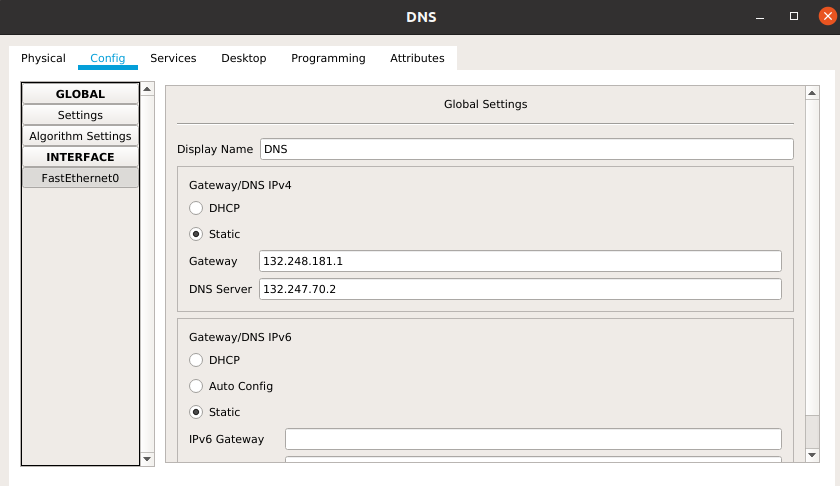 DNS
Physical Config Services Desktop Programming Attributes
GLOBAL
Settings
Algorithm Settings
INTERFACE
FastEthernet0
Global Settings
Display Name DNS
Gateway/DNS IPv4
DHCP
Static
Gateway 132.248.181.1
DNS Server 132.247.70.2
Gateway/DNS IPv6
DHCP
Auto Config
Static
IPv6 Gateway